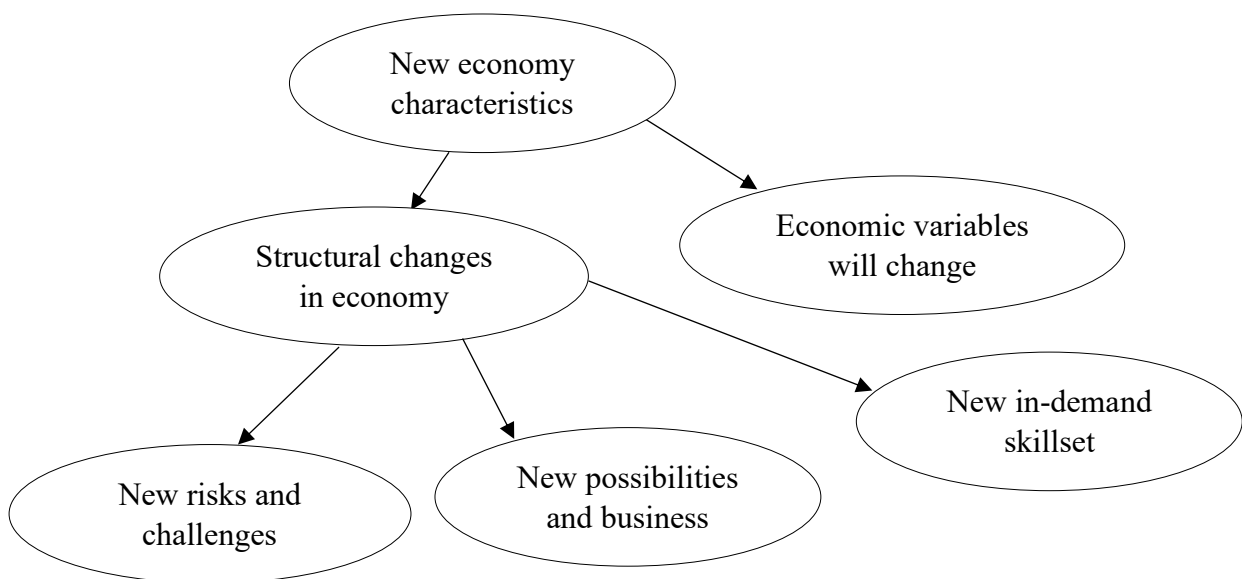 New economy
characteristics
Economic variables
will change
Structural changes
in economy
New in-demand
skillset
New risks and
challenges
New possibilities
and business